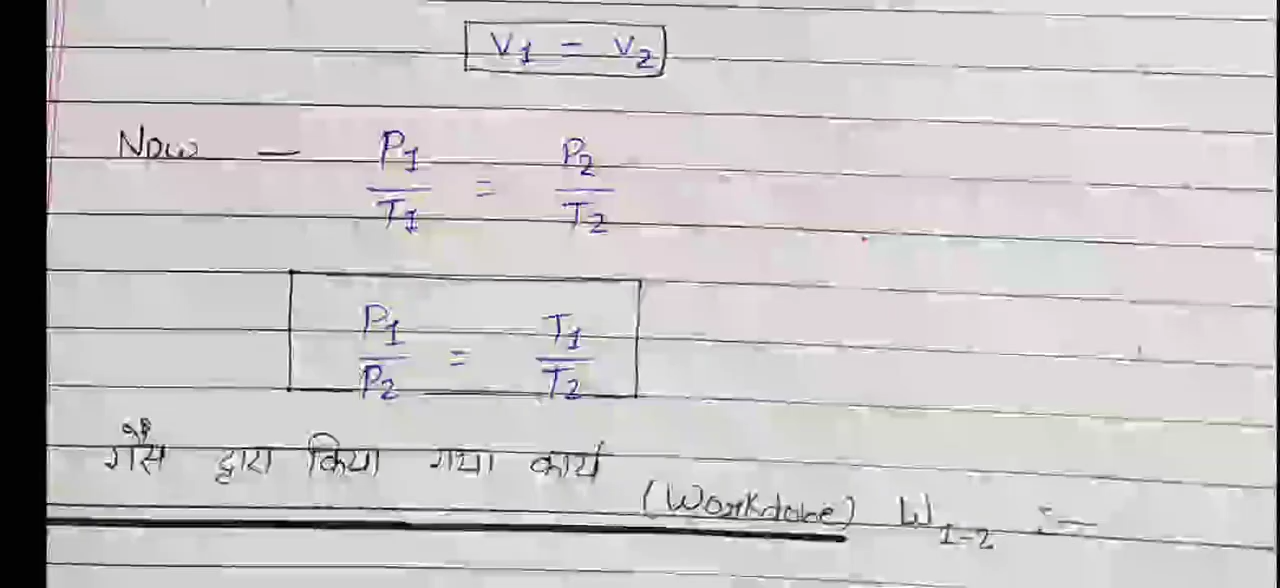 V1 = V2
Now — P1/T1 = P2/T2
P1/P2 = T1/T2
गैस द्वारा किया गया कार्य
(Workdone) W1-2 :-